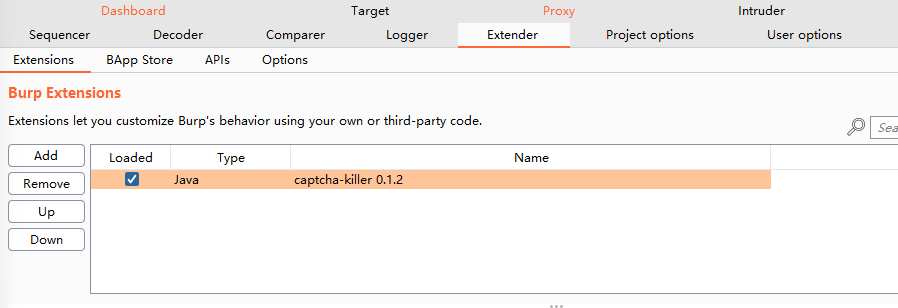 Dashboard Target Proxy Intruder
Sequencer Decoder Comparer Logger Extender Project options User options
Extensions BApp Store APIs Options
Burp Extensions
Extensions let you customize Burp's behavior using your own or third-party code.
Sea
Add Loaded Type Name
Remove Java captcha-killer 0.1.2
Up
Down